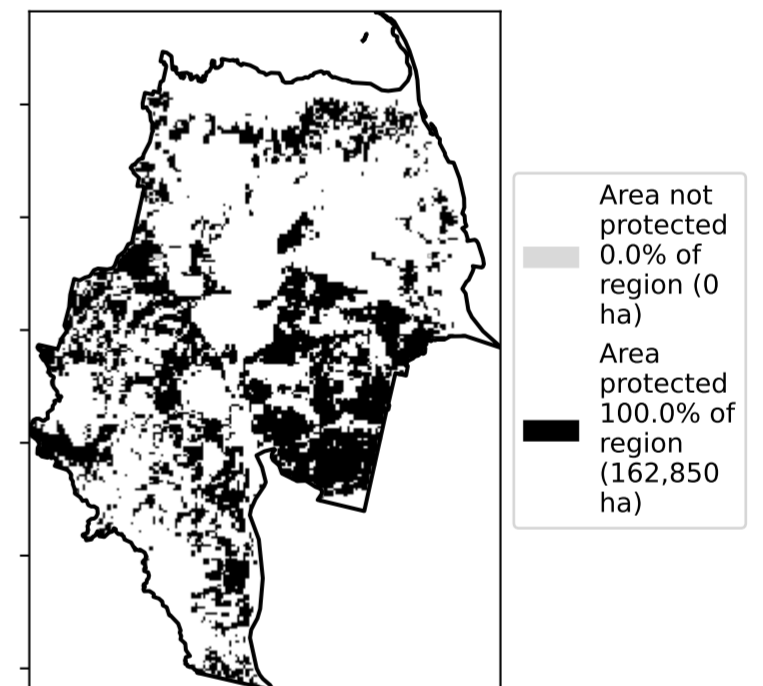 Area not
protected
0.0% of
region (0
ha)
Area
protected
100.0% of
region
(162,850
ha)